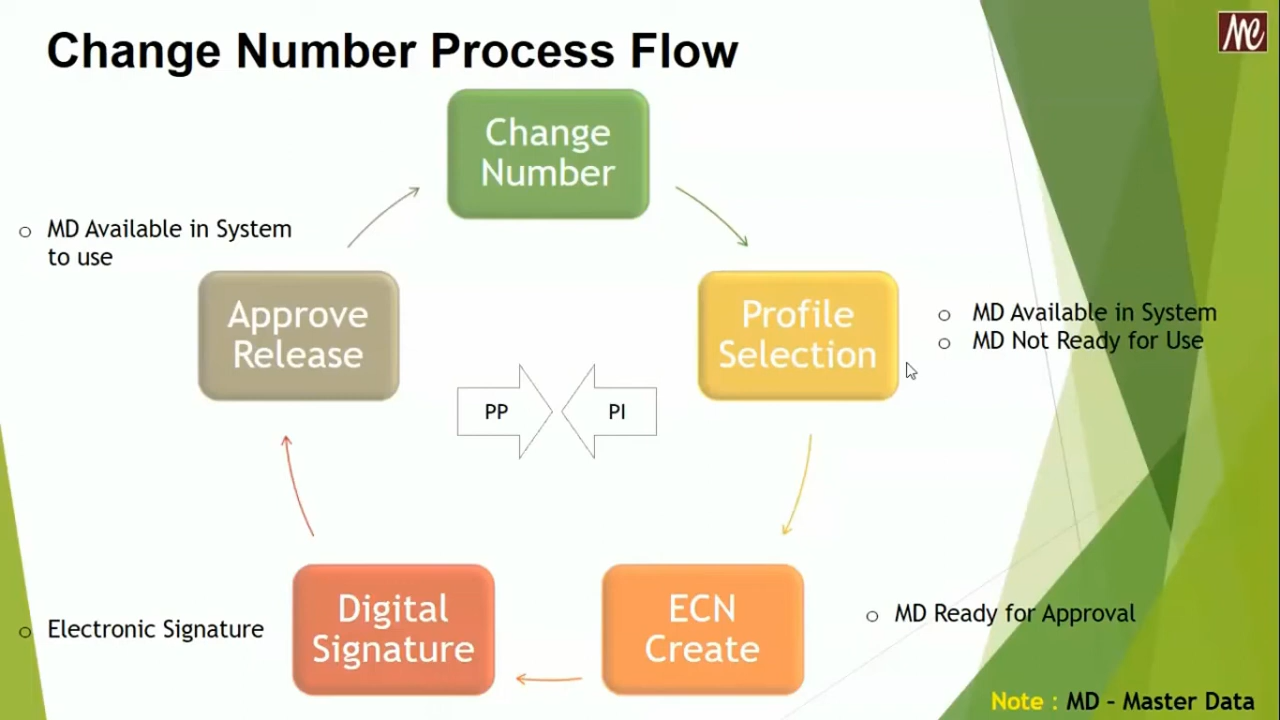 Change Number Process Flow
MC
Change
Number
MD Available in System
to use
Approve
Release
Profile
Selection
MD Available in System
MD Not Ready for Use
PP
PI
Digital
Signature
Electronic Signature
ECN
Create
MD Ready for Approval
Note : MD - Master Data